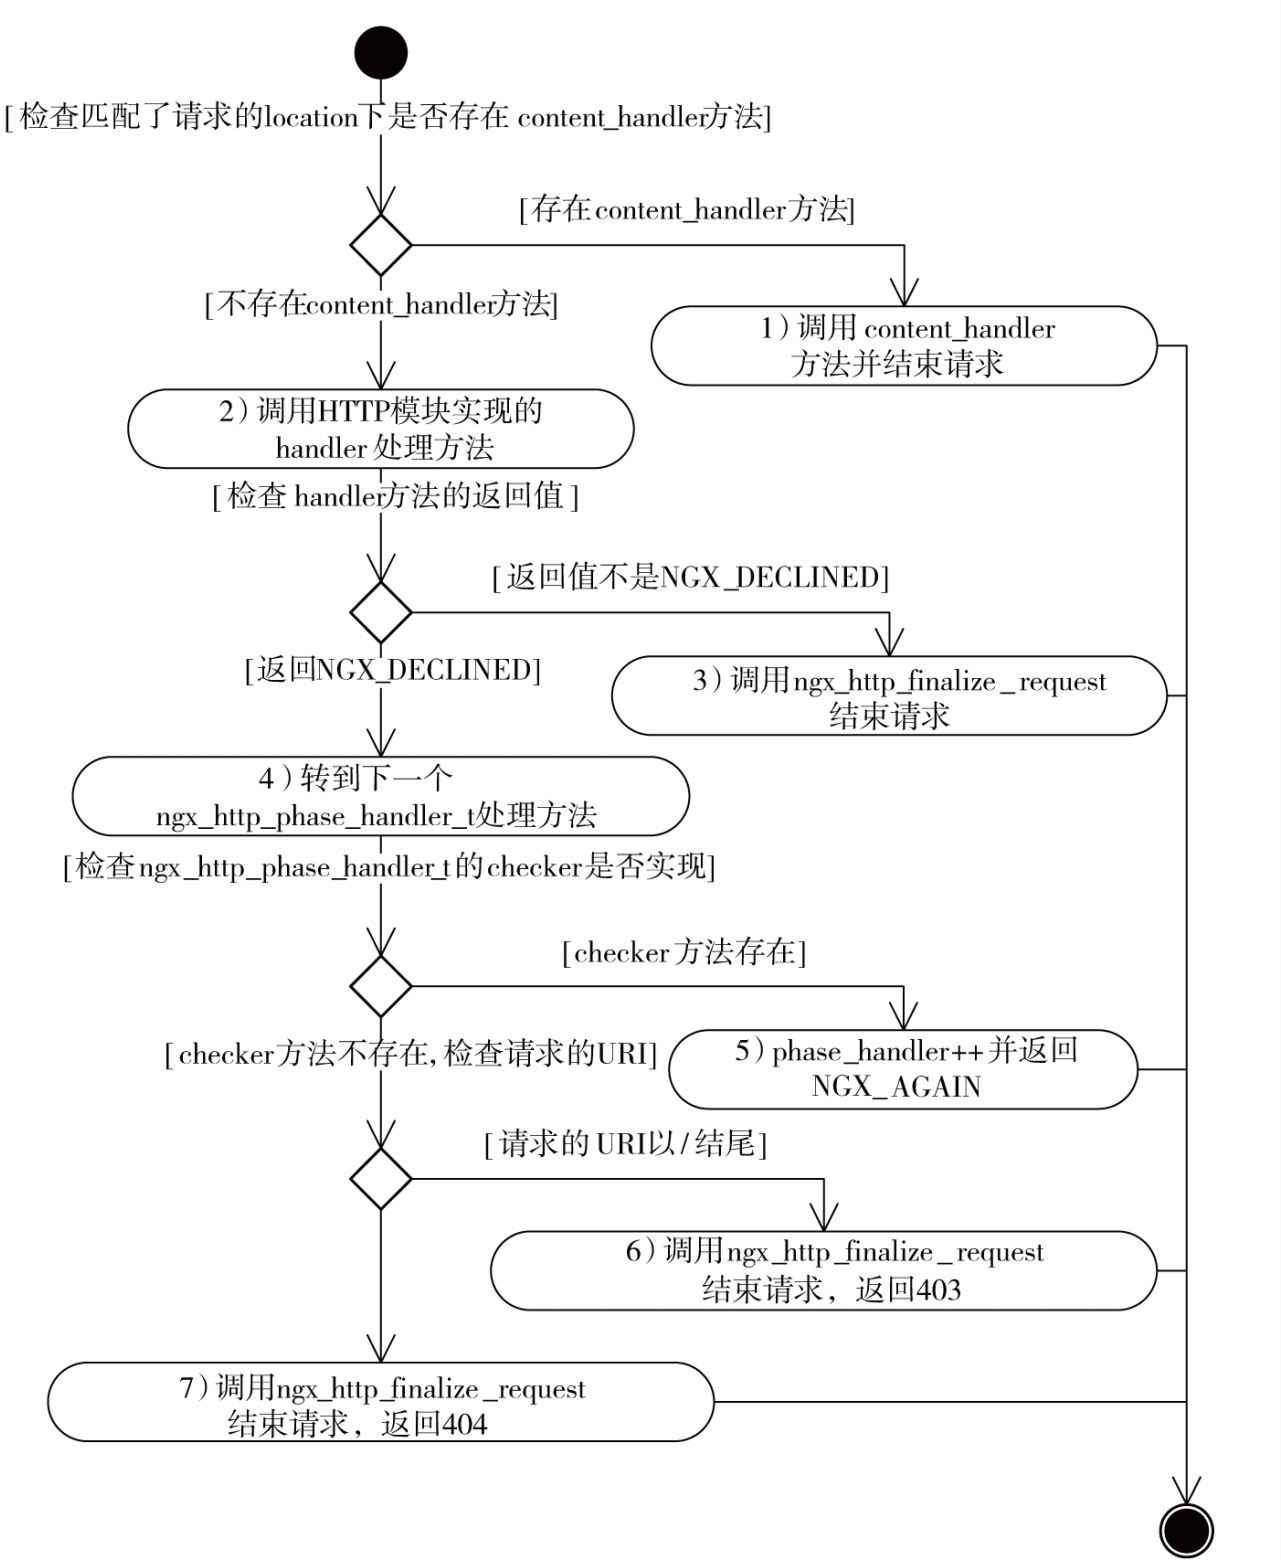 [检查匹配了请求的location下是否存在 content_handler方法]
[存在content_handler方法]
[不存在content_handler方法]
1)调用 content_handler
方法并结束请求
2)调用HTTP模块实现的
handler 处理方法
[检查 handler方法的返回值]
[返回值不是NGX_DECLINED]
[返回NGX_DECLINED]
3)调用ngx_http_finalize_request
结束请求
4)转到下一个
ngx_http_phase_handler_t处理方法
[检查ngx_http_phase_handler_t的checker是否实现]
[checker方法存在]
[checker方法不存在,检查请求的URI]
5)phase_handler++并返回
NGX_AGAIN
[请求的 URI以/结尾]
6)调用ngx_http_finalize_request
结束请求，返回403
7)调用ngx_http_finalize_request
结束请求，返回404